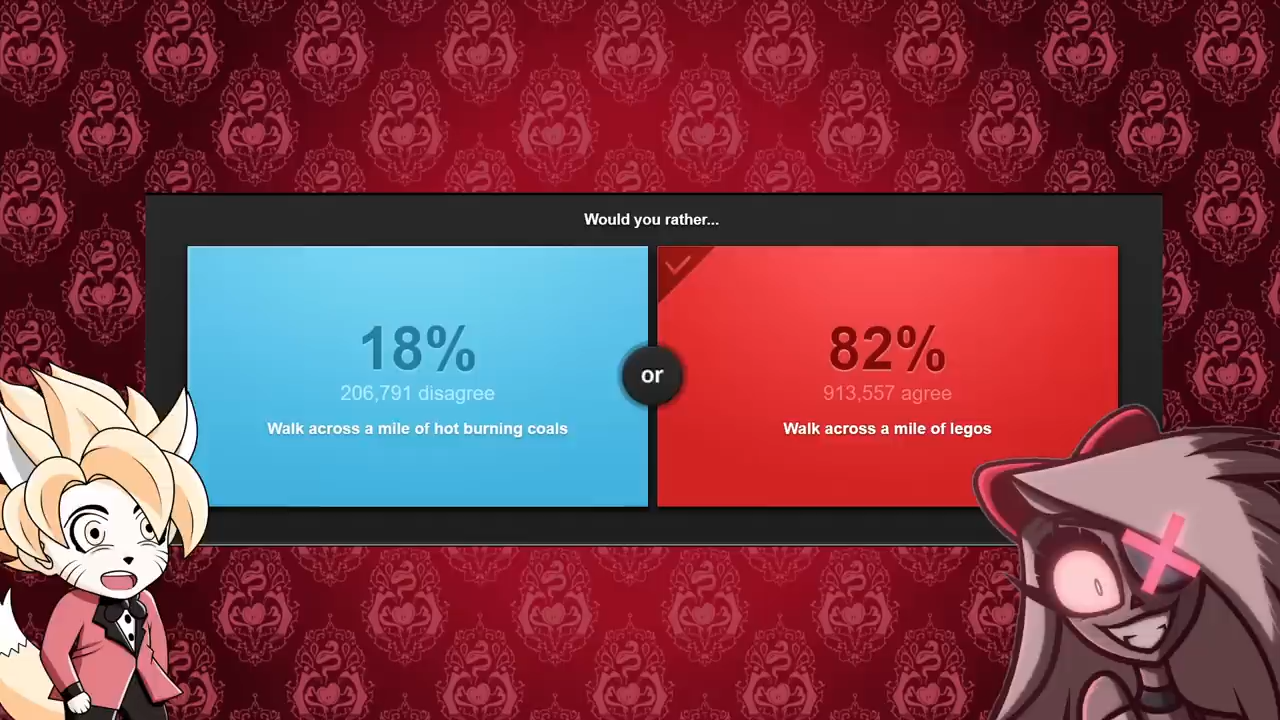 Would you rather...
18%
206,791 disagree
Walk across a mile of hot burning coals
or
82%
913,557 agree
Walk across a mile of legos